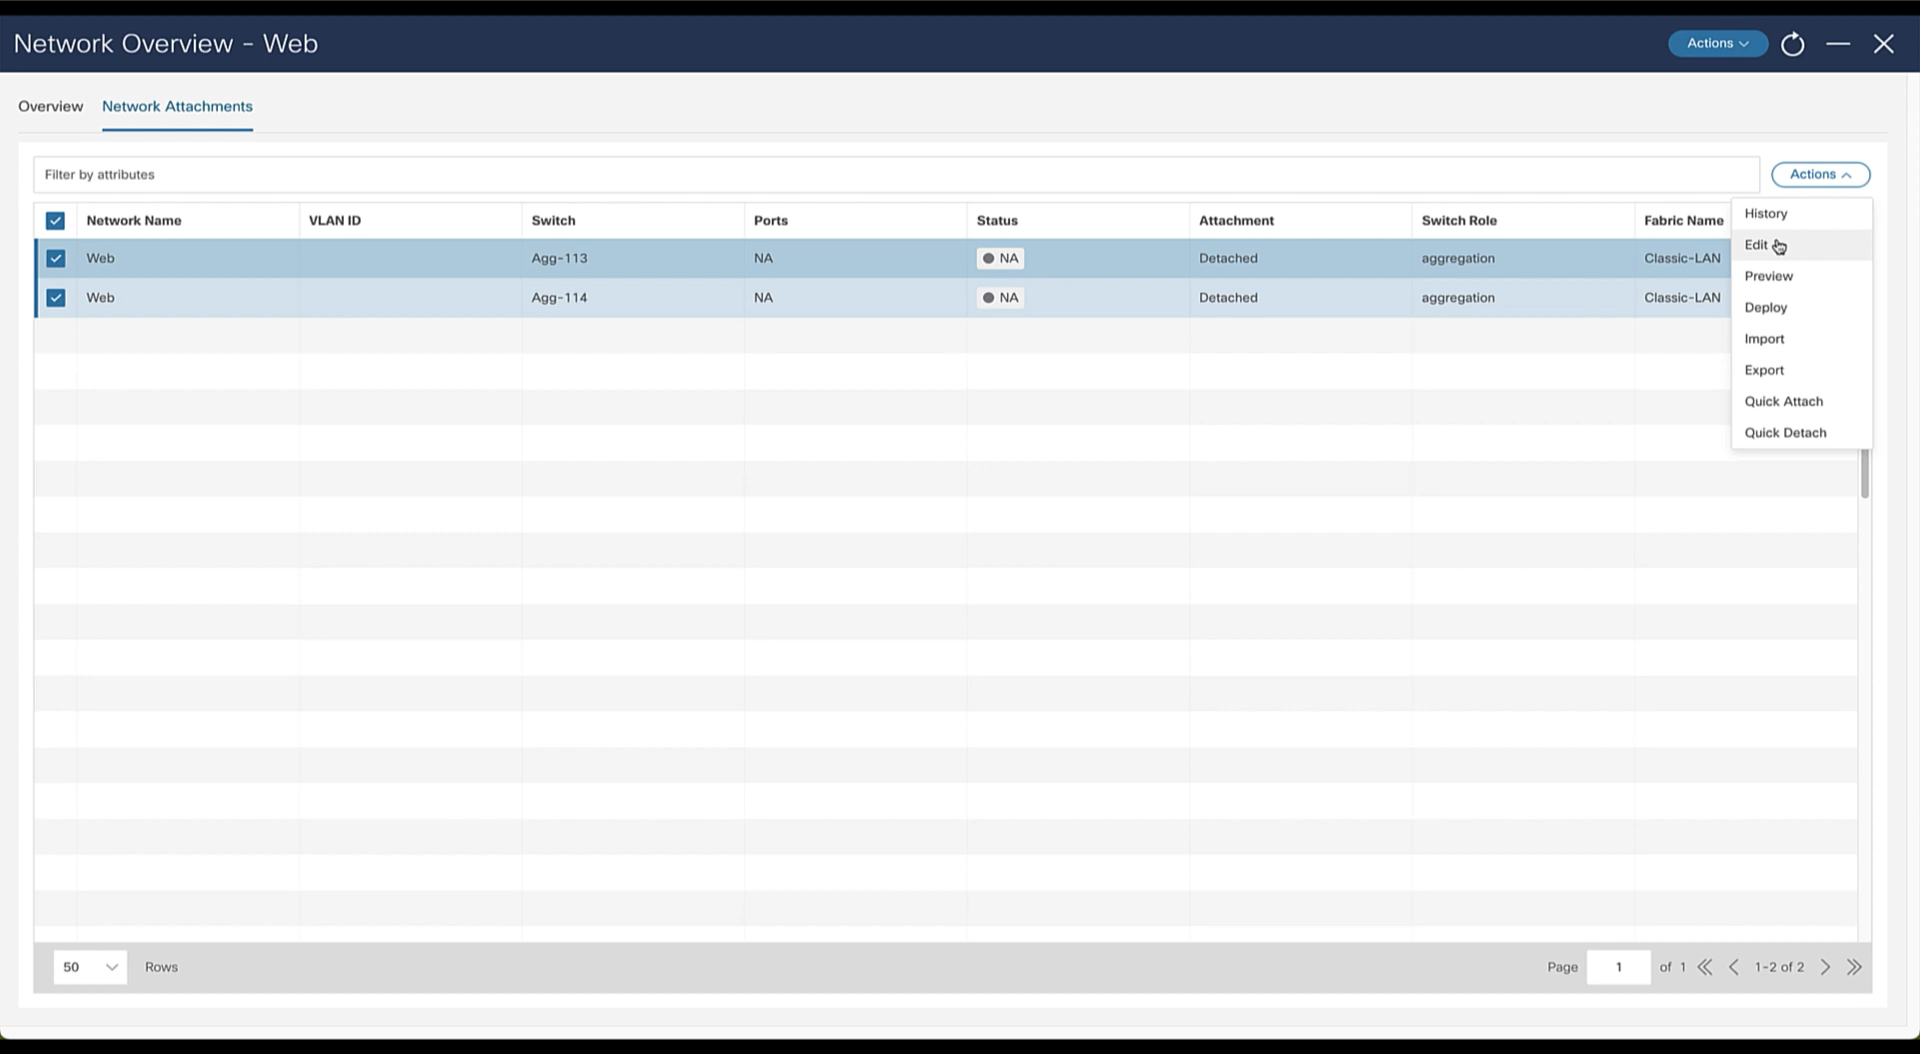 Network Overview - Web
Actions
Overview
Network Attachments
Filter by attributes
Actions
Network Name VLAN ID Switch Ports Status Attachment Switch Role Fabric Name
Web Agg-113 NA NA Detached aggregation Classic-LAN
Web Agg-114 NA NA Detached aggregation Classic-LAN
History
Edit
Preview
Deploy
Import
Export
Quick Attach
Quick Detach
50 Rows
Page 1 of 1 1-2 of 2